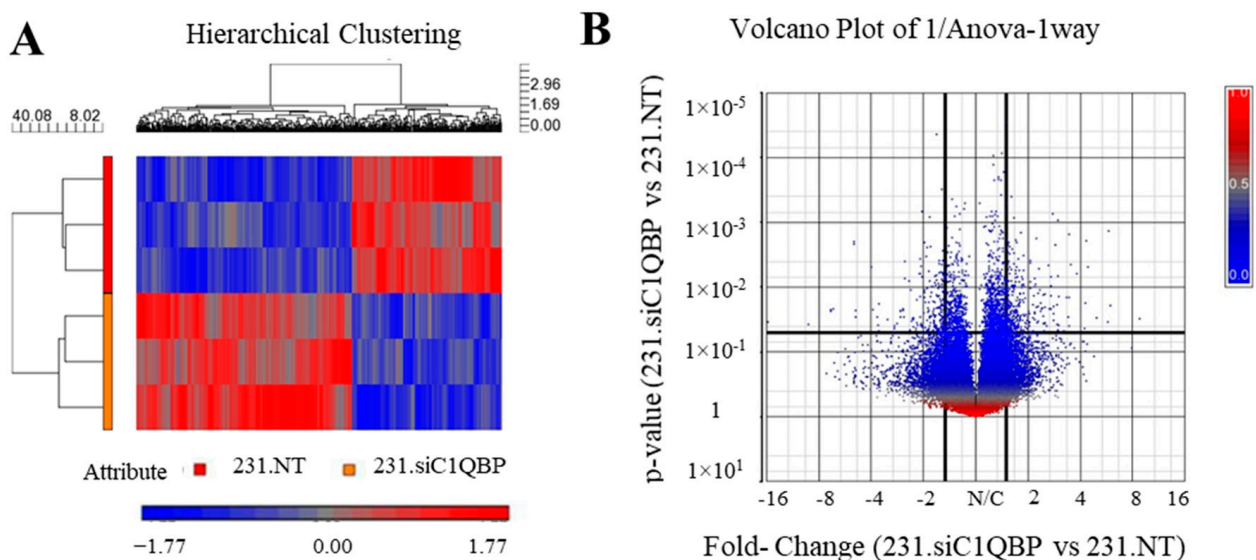 A
Hierarchical Clustering
2.96
1.69
0.00
40.08 8.02
Attribute 231.NT 231.siC1QBP
−1.77 0.00 1.77
B
Volcano Plot of 1/Anova-1way
p-value (231.siC1QBP vs 231.NT)
1×10-5
1×10-4
1×10-3
1×10-2
1×10-1
1
1×101
-16 -8 -4 -2 N/C 2 4 8 16
Fold- Change (231.siC1QBP vs 231.NT)
1.0
0.5
0.0